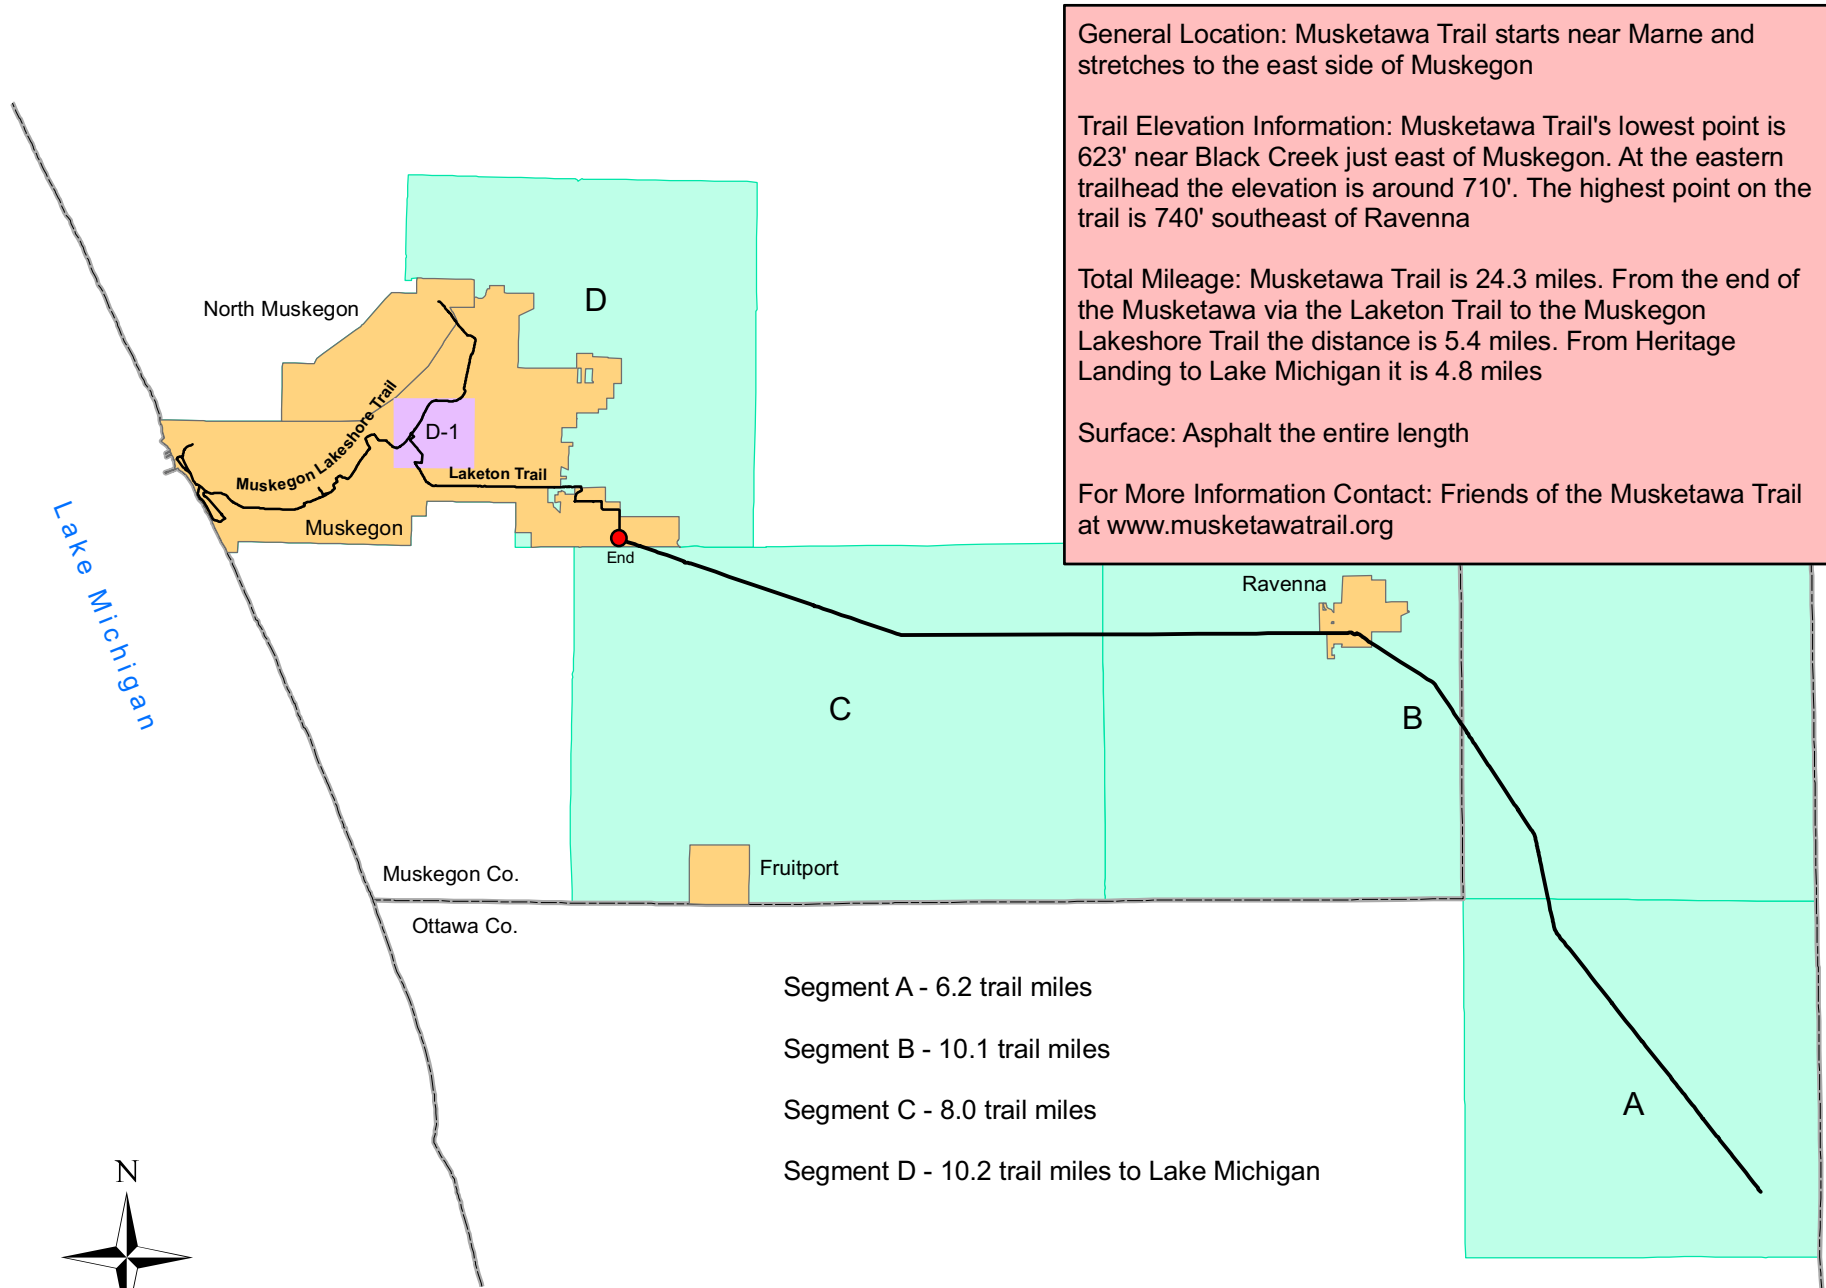 General Location: Musketawa Trail starts near Marne and
stretches to the east side of Muskegon
Trail Elevation Information: Musketawa Trail's lowest point is
623' near Black Creek just east of Muskegon. At the eastern
trailhead the elevation is around 710'. The highest point on the
trail is 740' southeast of Ravenna
Total Mileage: Musketawa Trail is 24.3 miles. From the end of
the Musketawa via the Laketon Trail to the Muskegon
Lakeshore Trail the distance is 5.4 miles. From Heritage
Landing to Lake Michigan it is 4.8 miles
Surface: Asphalt the entire length
For More Information Contact: Friends of the Musketawa Trail
at www.musketawatrail.org
D
North Muskegon
Muskegon Lakeshore Trail
D-1
Laketon Trail
Muskegon
End
Lake Michigan
Ravenna
C
B
Fruitport
Muskegon Co.
Ottawa Co.
Segment A - 6.2 trail miles
Segment B - 10.1 trail miles
Segment C - 8.0 trail miles
Segment D - 10.2 trail miles to Lake Michigan
A
N